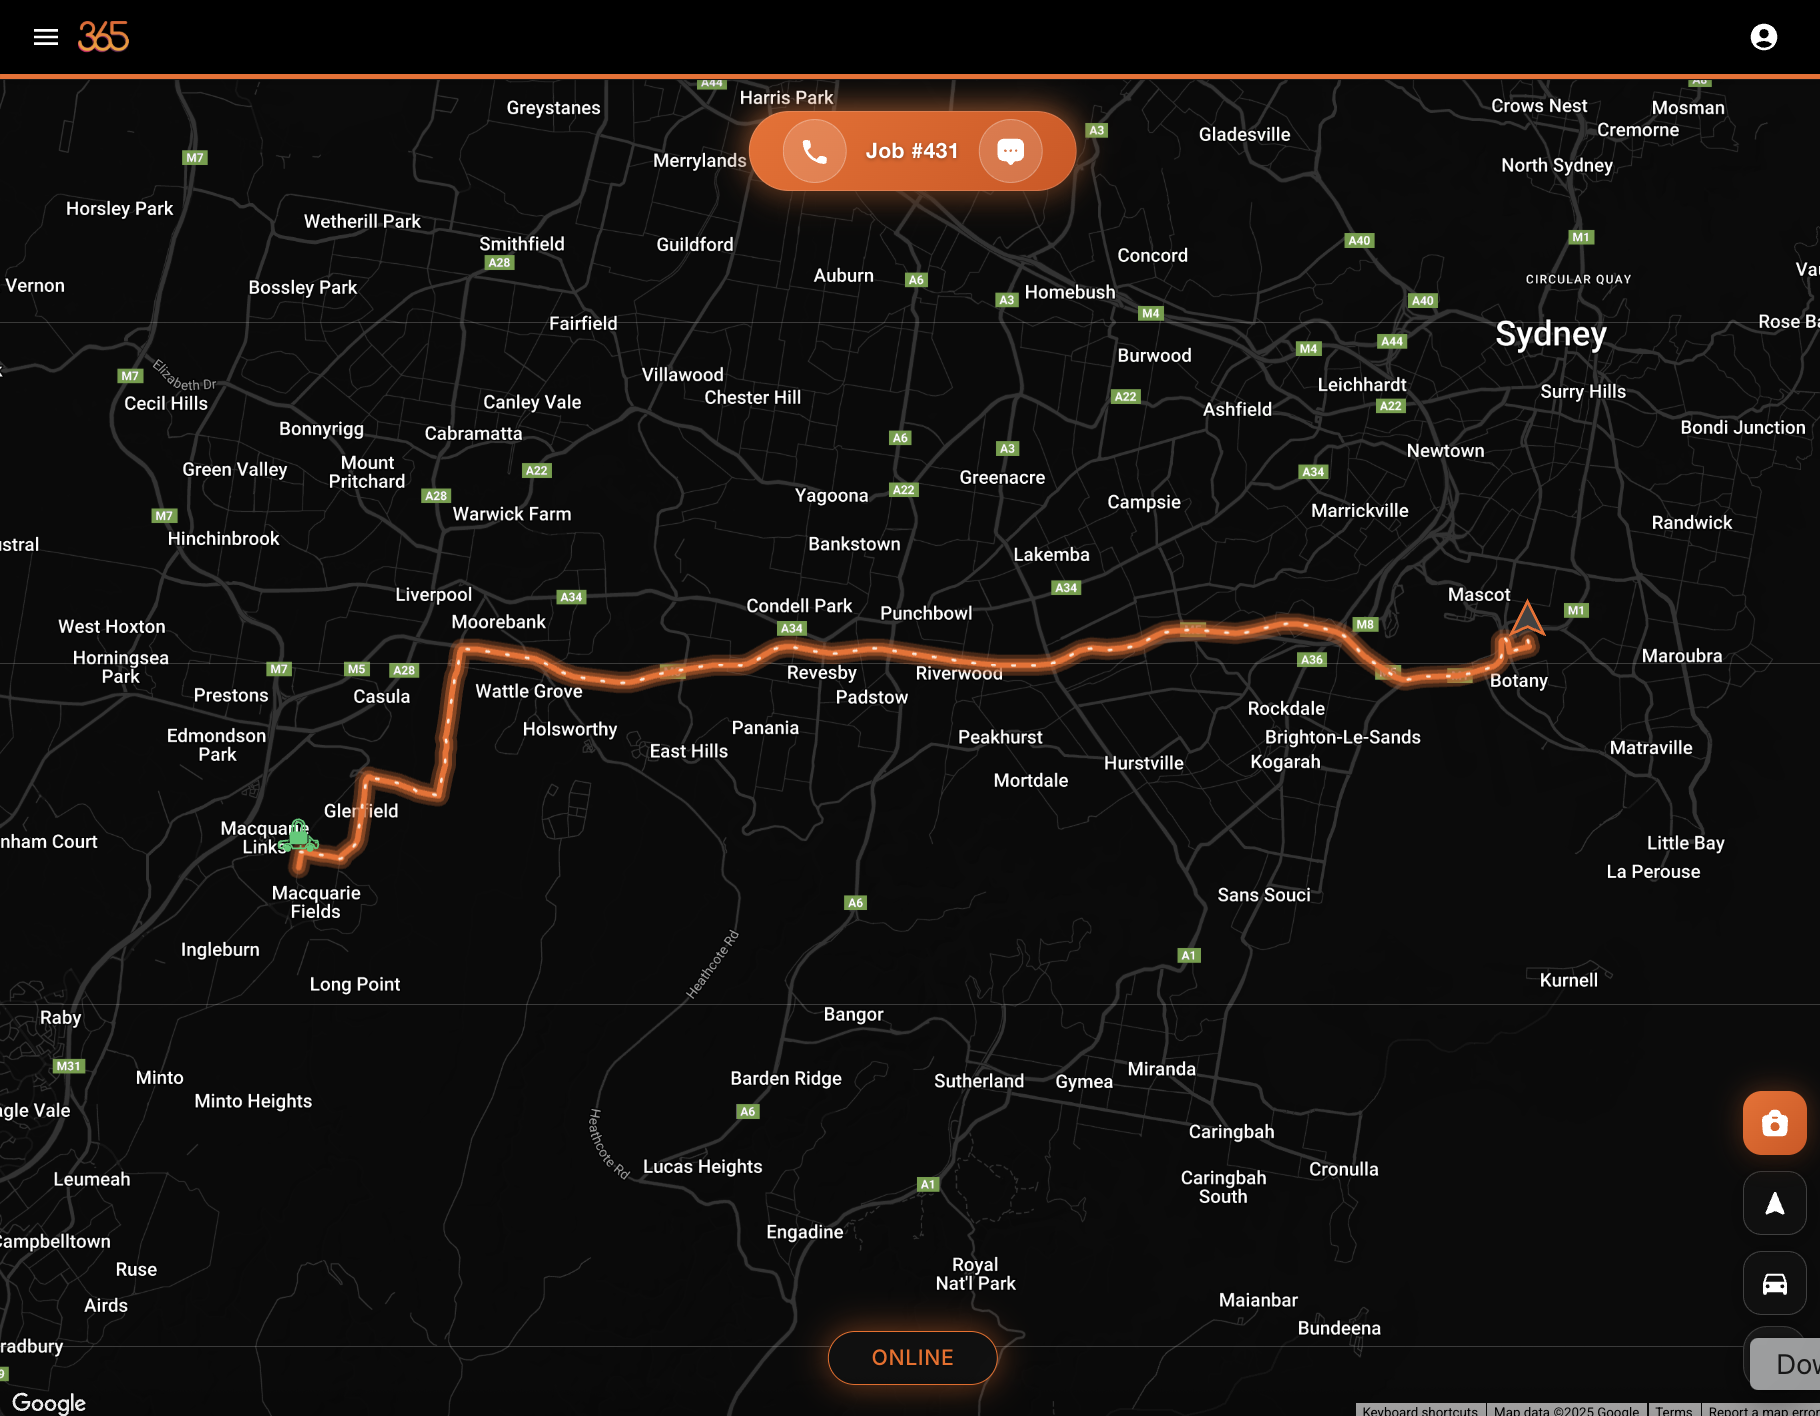 365
A44
Harris Park
Greystanes
Crows Nest
Mosman
Cremorne
A3
Gladesville
Job #431
M7
Merrylands
North Sydney
Horsley Park
Wetherill Park
Smithfield
Guildford
A28
A40
M1
Concord
Auburn
A6
CIRCULAR QUAY
Vernon
Bossley Park
A3
Homebush
A40
M4
Fairfield
Sydney
Rose Ba
M4
A44
Burwood
M7
Elizabeth Dr
Villawood
Leichhardt
Surry Hills
Cecil Hills
Canley Vale
Chester Hill
A22
Ashfield
A22
Bonnyrigg
Cabramatta
A6
A3
Bondi Junction
Newtown
Green Valley
Mount
Pritchard
A22
Greenacre
A34
A28
Yagoona
A22
Campsie
Marrickville
M7
Warwick Farm
Randwick
Hinchinbrook
Bankstown
Lakemba
ustral
Liverpool
A34
A34
Mascot
Condell Park
Punchbowl
M1
West Hoxton
Moorebank
A34
M8
Horningsea
Park
M7
M5
A28
A36
Maroubra
Prestons
Casula
Wattle Grove
Revesby
Riverwood
Botany
Padstow
Holsworthy
Panania
Rockdale
Edmondson
Park
East Hills
Peakhurst
Brighton-Le-Sands
Matraville
Hurstville
Kogarah
Mortdale
Glenfield
Macquarie
Links
nham Court
Little Bay
La Perouse
Macquarie
Fields
A6
Sans Souci
Ingleburn
Heathcote Rd
A1
Long Point
Kurnell
Raby
Bangor
M31
Minto
Barden Ridge
Sutherland
Gymea
Miranda
Minto Heights
A6
agle Vale
Heathcote Rd
Caringbah
Leumeah
Lucas Heights
A1
Caringbah
South
Cronulla
Campbelltown
Engadine
Ruse
Royal
Nat'l Park
Airds
Maianbar
Bundeena
radbury
ONLINE
Dow
Google
Keyboard shortcuts
Map data ©2025 Google
Terms
Report a map error